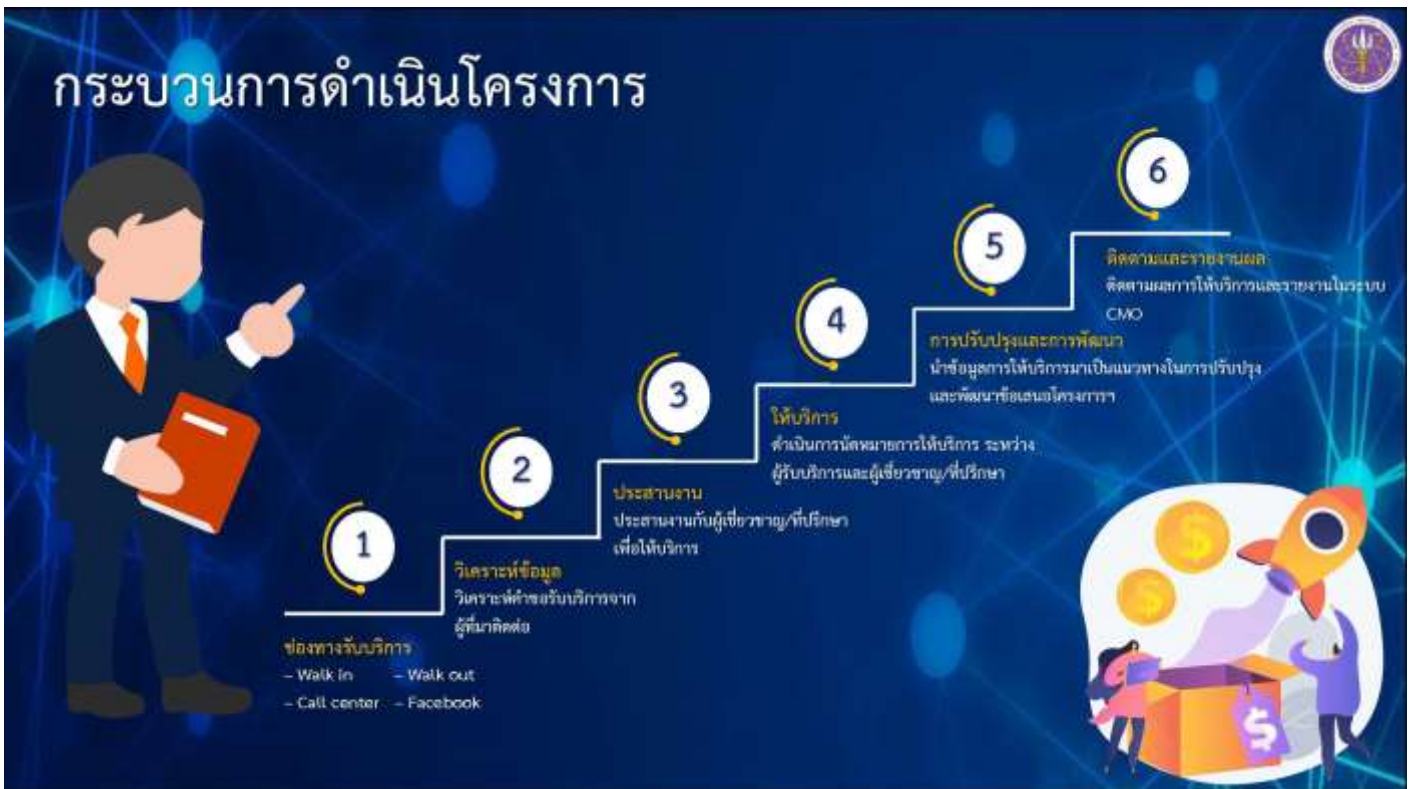 กระบวนการดำเนินโครงการ
1
ช่องทางรับบริการ
– Walk in – Walk out
– Call center – Facebook
2
วิเคราะห์ข้อมูล
วิเคราะห์คำขอรับบริการจาก
ผู้ที่มาติดต่อ
3
ประสานงาน
ประสานงานกับผู้เชี่ยวชาญ/ที่ปรึกษา
เพื่อให้บริการ
4
ให้บริการ
ดำเนินการนัดหมายการให้บริการ ระหว่าง
ผู้รับบริการและผู้เชี่ยวชาญ/ที่ปรึกษา
5
การปรับปรุงและการพัฒนา
นำข้อมูลการให้บริการมาเป็นแนวทางในการปรับปรุง
และพัฒนาข้อเสนอโครงการฯ
6
ติดตามและรายงานผล
ติดตามผลการให้บริการและรายงานในระบบ
CMO